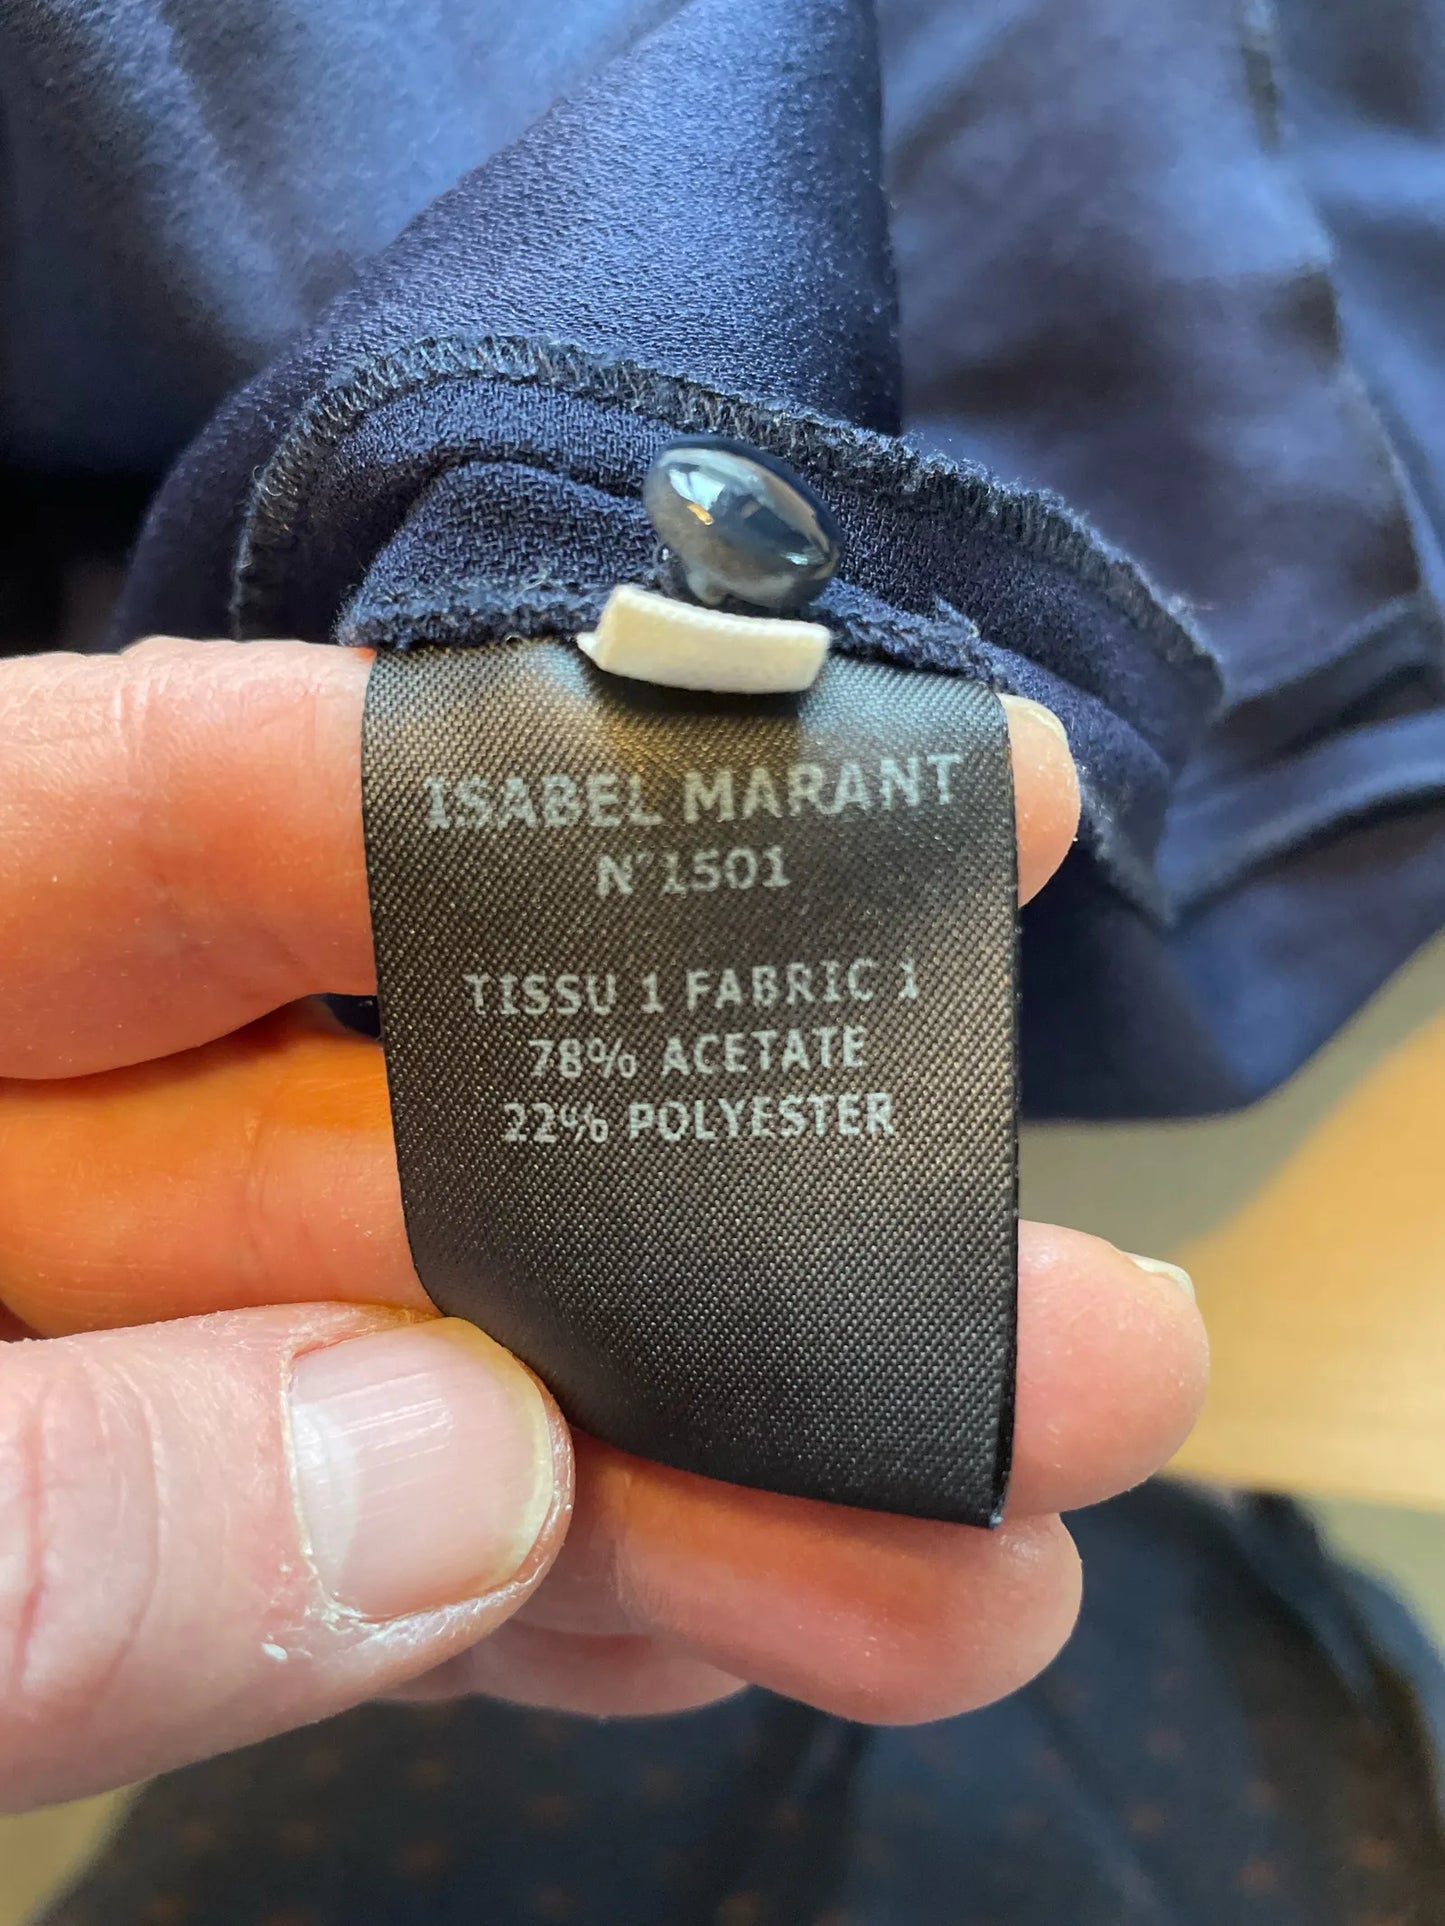 ISABEL MARANT
N°1501
TISSU 1 FABRIC 1
78% ACETATE
22% POLYESTER